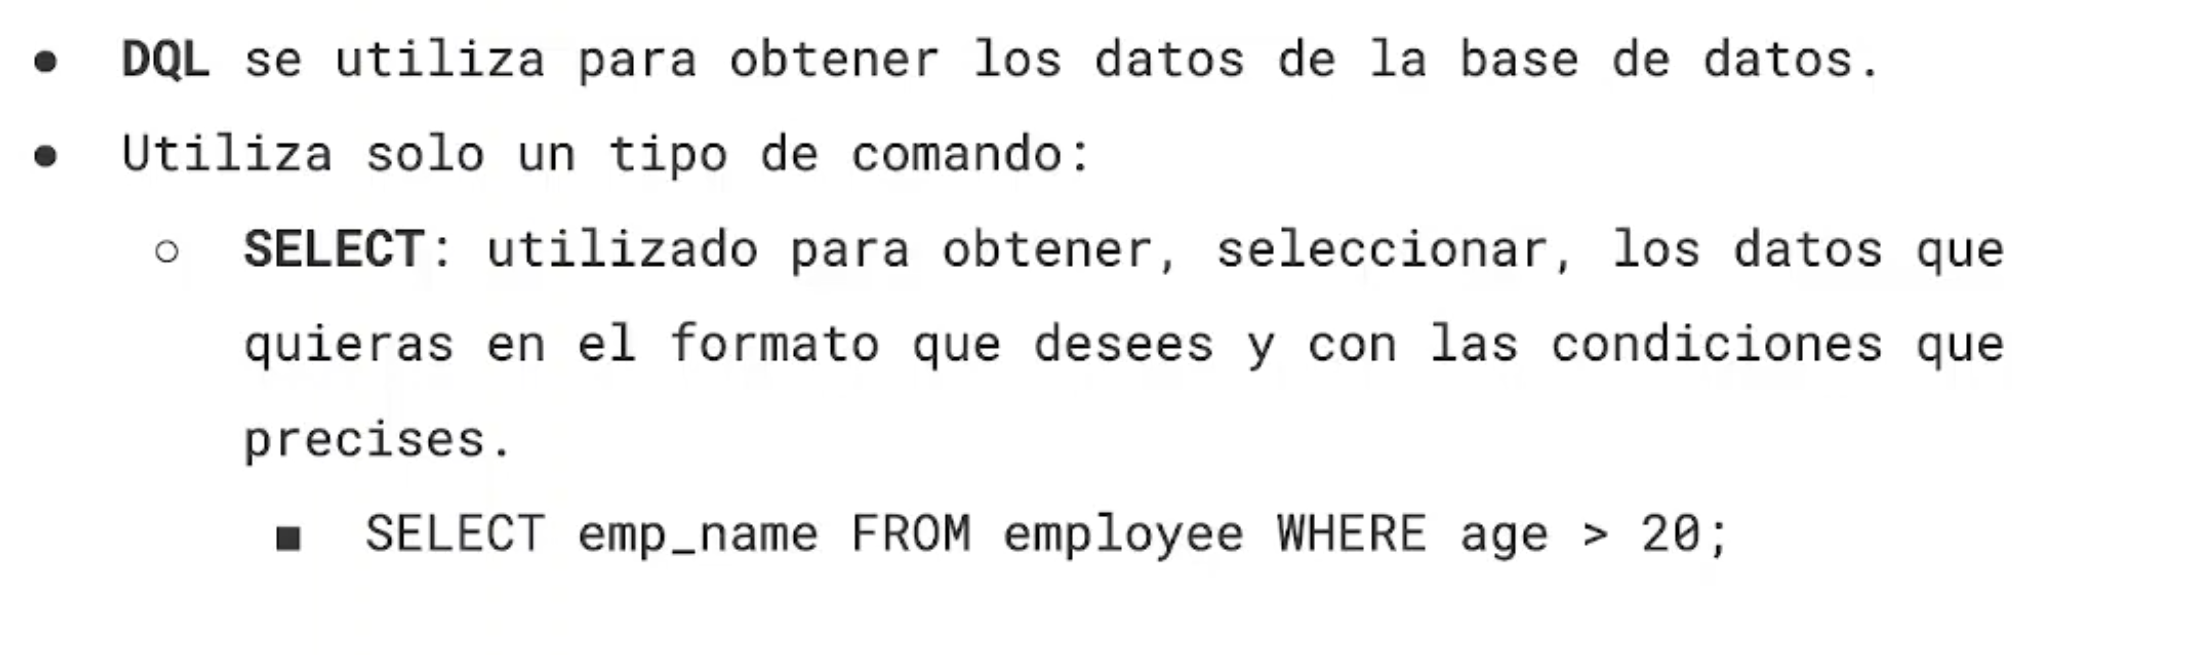 ● DQL se utiliza para obtener los datos de la base de datos.
● Utiliza solo un tipo de comando:
○ SELECT: utilizado para obtener, seleccionar, los datos que
quieras en el formato que desees y con las condiciones que
precises.
■ SELECT emp_name FROM employee WHERE age > 20;